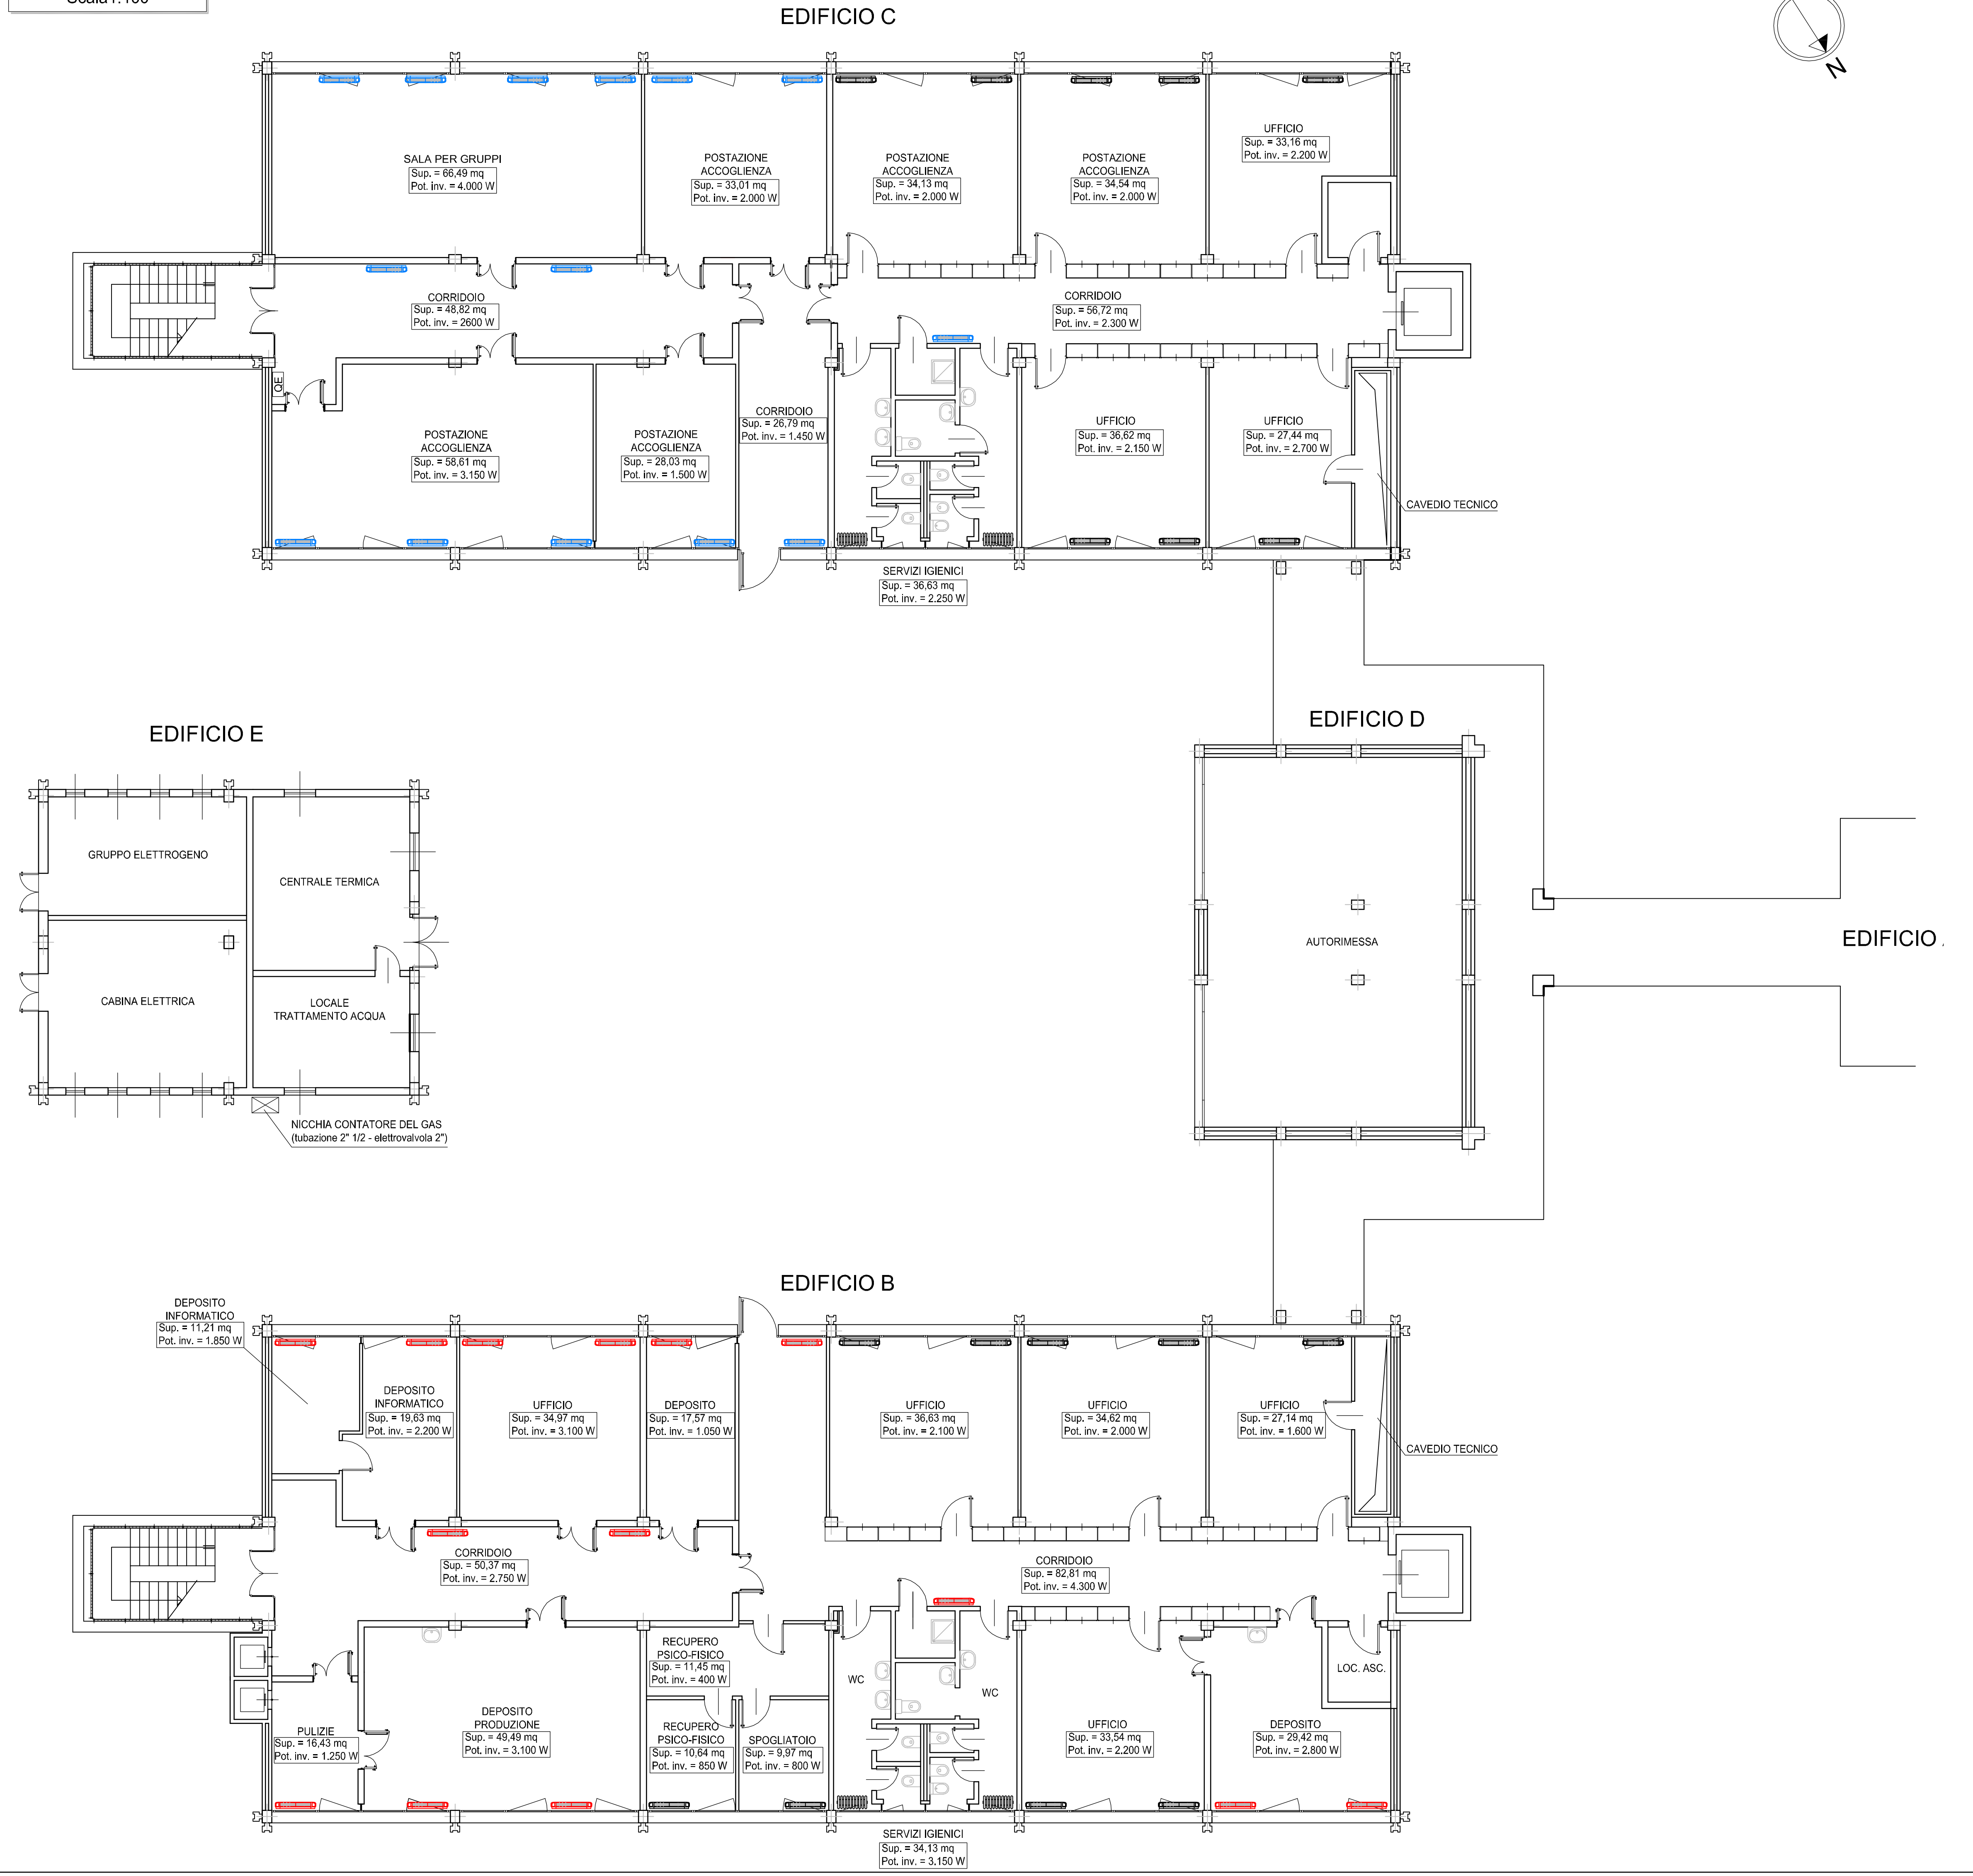 EDIFICIO C
N
SALA PER GRUPPI
Sup. = 66,49 mq
Pot. inv. = 4.000 W
POSTAZIONE
ACCOGLIENZA
Sup. = 33,01 mq
Pot. inv. = 2.000 W
POSTAZIONE
ACCOGLIENZA
Sup. = 34,13 mq
Pot. inv. = 2.000 W
POSTAZIONE
ACCOGLIENZA
Sup. = 34,54 mq
Pot. inv. = 2.000 W
UFFICIO
Sup. = 33,16 mq
Pot. inv. = 2.200 W
CORRIDOIO
Sup. = 48,82 mq
Pot. inv. = 2600 W
CORRIDOIO
Sup. = 56,72 mq
Pot. inv. = 2.300 W
QE
POSTAZIONE
ACCOGLIENZA
Sup. = 58,61 mq
Pot. inv. = 3.150 W
POSTAZIONE
ACCOGLIENZA
Sup. = 28,03 mq
Pot. inv. = 1.500 W
CORRIDOIO
Sup. = 26,79 mq
Pot. inv. = 1.450 W
UFFICIO
Sup. = 36,62 mq
Pot. inv. = 2.150 W
UFFICIO
Sup. = 27,44 mq
Pot. inv. = 2.700 W
CAVEDIO TECNICO
SERVIZI IGIENICI
Sup. = 36,63 mq
Pot. inv. = 2.250 W
EDIFICIO E
GRUPPO ELETTROGENO
CENTRALE TERMICA
CABINA ELETTRICA
LOCALE
TRATTAMENTO ACQUA
NICCHIA CONTATORE DEL GAS
(tubazione 2" 1/2 - elettrovalvola 2")
EDIFICIO D
AUTORIMESSA
EDIFICIO
EDIFICIO B
DEPOSITO
INFORMATICO
Sup. = 11,21 mq
Pot. inv. = 1.850 W
DEPOSITO
INFORMATICO
Sup. = 19,63 mq
Pot. inv. = 2.200 W
UFFICIO
Sup. = 34,97 mq
Pot. inv. = 3.100 W
DEPOSITO
Sup. = 17,57 mq
Pot. inv. = 1.050 W
UFFICIO
Sup. = 36,63 mq
Pot. inv. = 2.100 W
UFFICIO
Sup. = 34,62 mq
Pot. inv. = 2.000 W
UFFICIO
Sup. = 27,14 mq
Pot. inv. = 1.600 W
CAVEDIO TECNICO
CORRIDOIO
Sup. = 50,37 mq
Pot. inv. = 2.750 W
CORRIDOIO
Sup. = 82,81 mq
Pot. inv. = 4.300 W
PULIZIE
Sup. = 16,43 mq
Pot. inv. = 1.250 W
DEPOSITO
PRODUZIONE
Sup. = 49,49 mq
Pot. inv. = 3.100 W
RECUPERO
PSICO-FISICO
Sup. = 11,45 mq
Pot. inv. = 400 W
RECUPERO
PSICO-FISICO
Sup. = 10,64 mq
Pot. inv. = 850 W
SPOGLIATOIO
Sup. = 9,97 mq
Pot. inv. = 800 W
WC
WC
UFFICIO
Sup. = 33,54 mq
Pot. inv. = 2.200 W
DEPOSITO
Sup. = 29,42 mq
Pot. inv. = 2.800 W
LOC. ASC.
SERVIZI IGIENICI
Sup. = 34,13 mq
Pot. inv. = 3.150 W